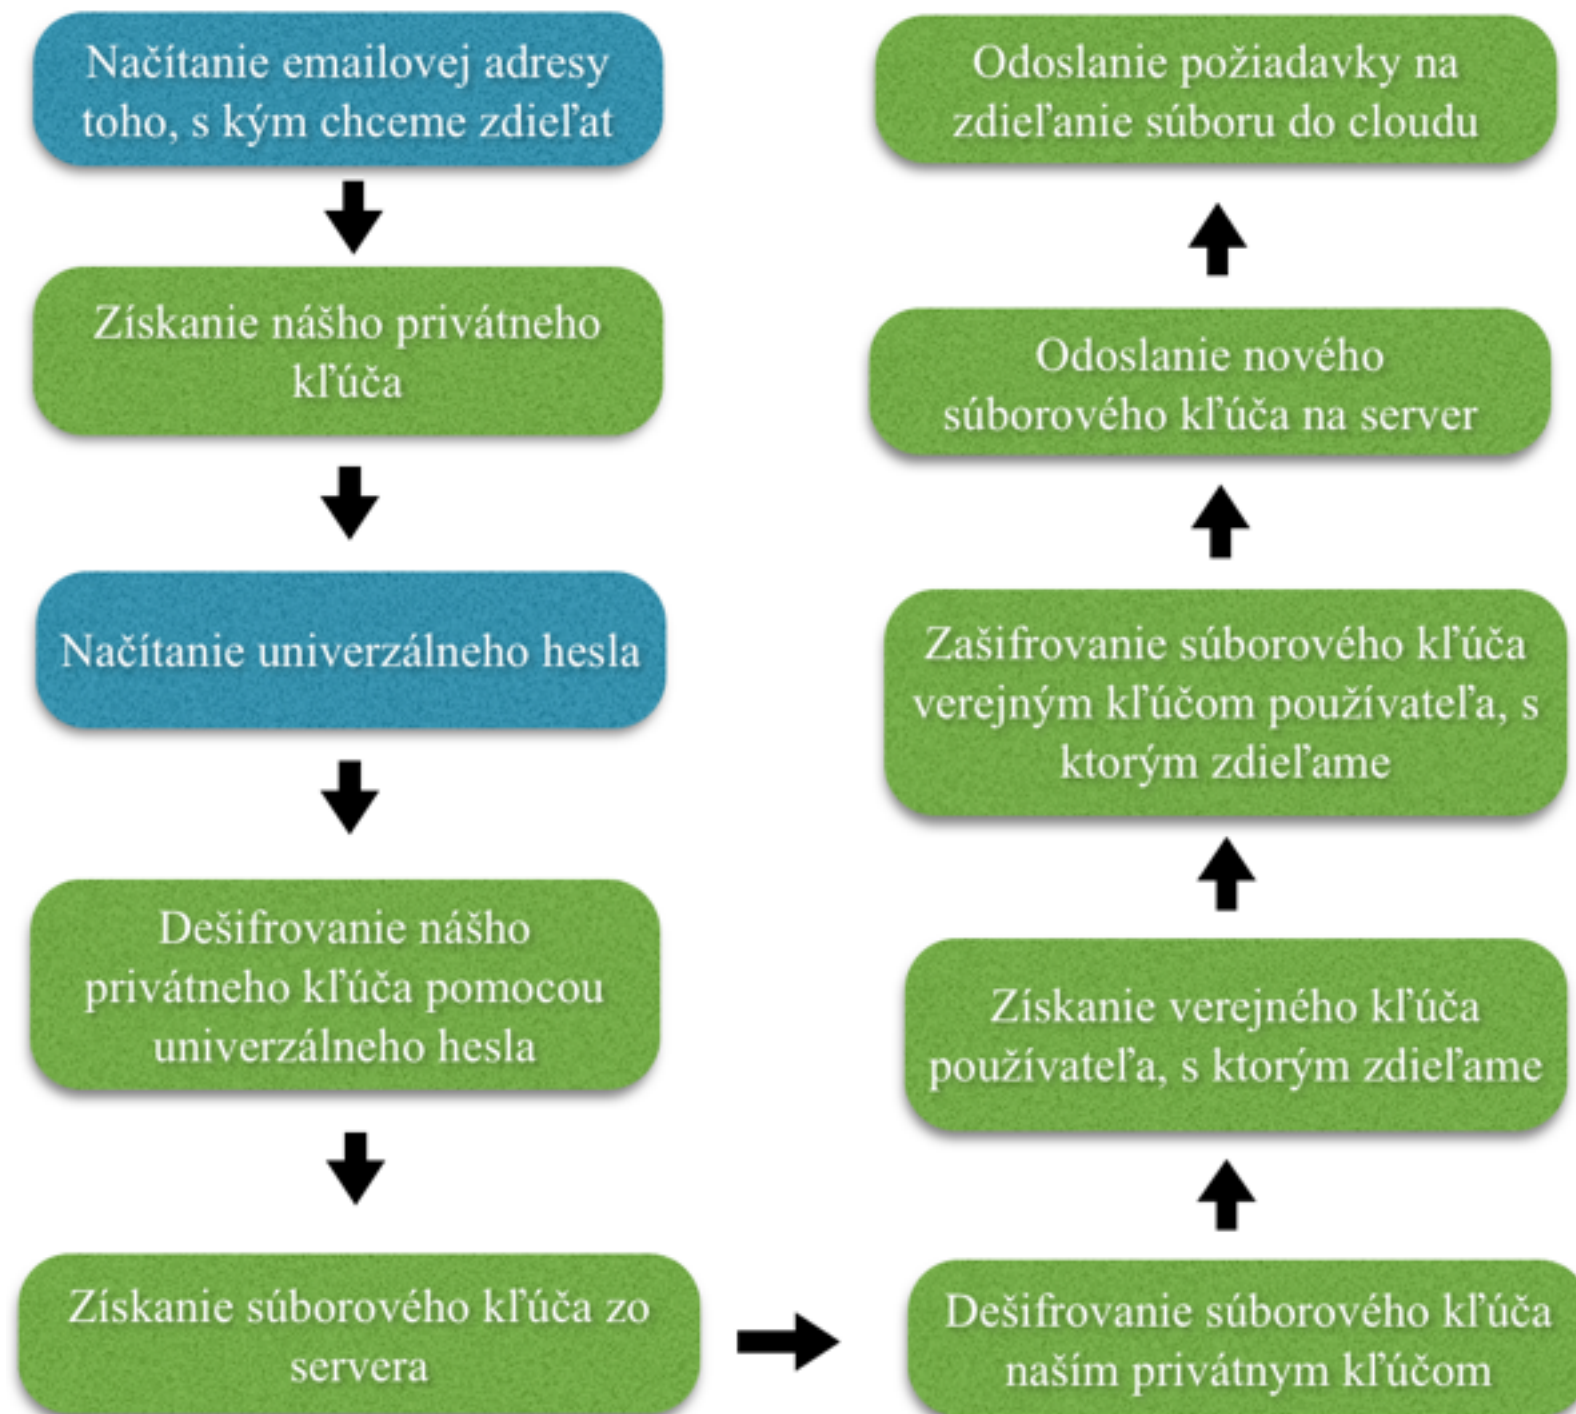 Načítanie emailovej adresy
toho, s kým chceme zdieľat
Získanie nášho privátneho
kľúča
Načítanie univerzálneho hesla
Dešifrovanie nášho
privátneho kľúča pomocou
univerzálneho hesla
Získanie súborového kľúča zo
servera
Dešifrovanie súborového kľúča
naším privátnym kľúčom
Získanie verejného kľúča
používateľa, s ktorým zdieľame
Zašifrovanie súborového kľúča
verejným kľúčom používateľa, s
ktorým zdieľame
Odoslanie nového
súborového kľúča na server
Odoslanie požiadavky na
zdieľanie súboru do cloudu